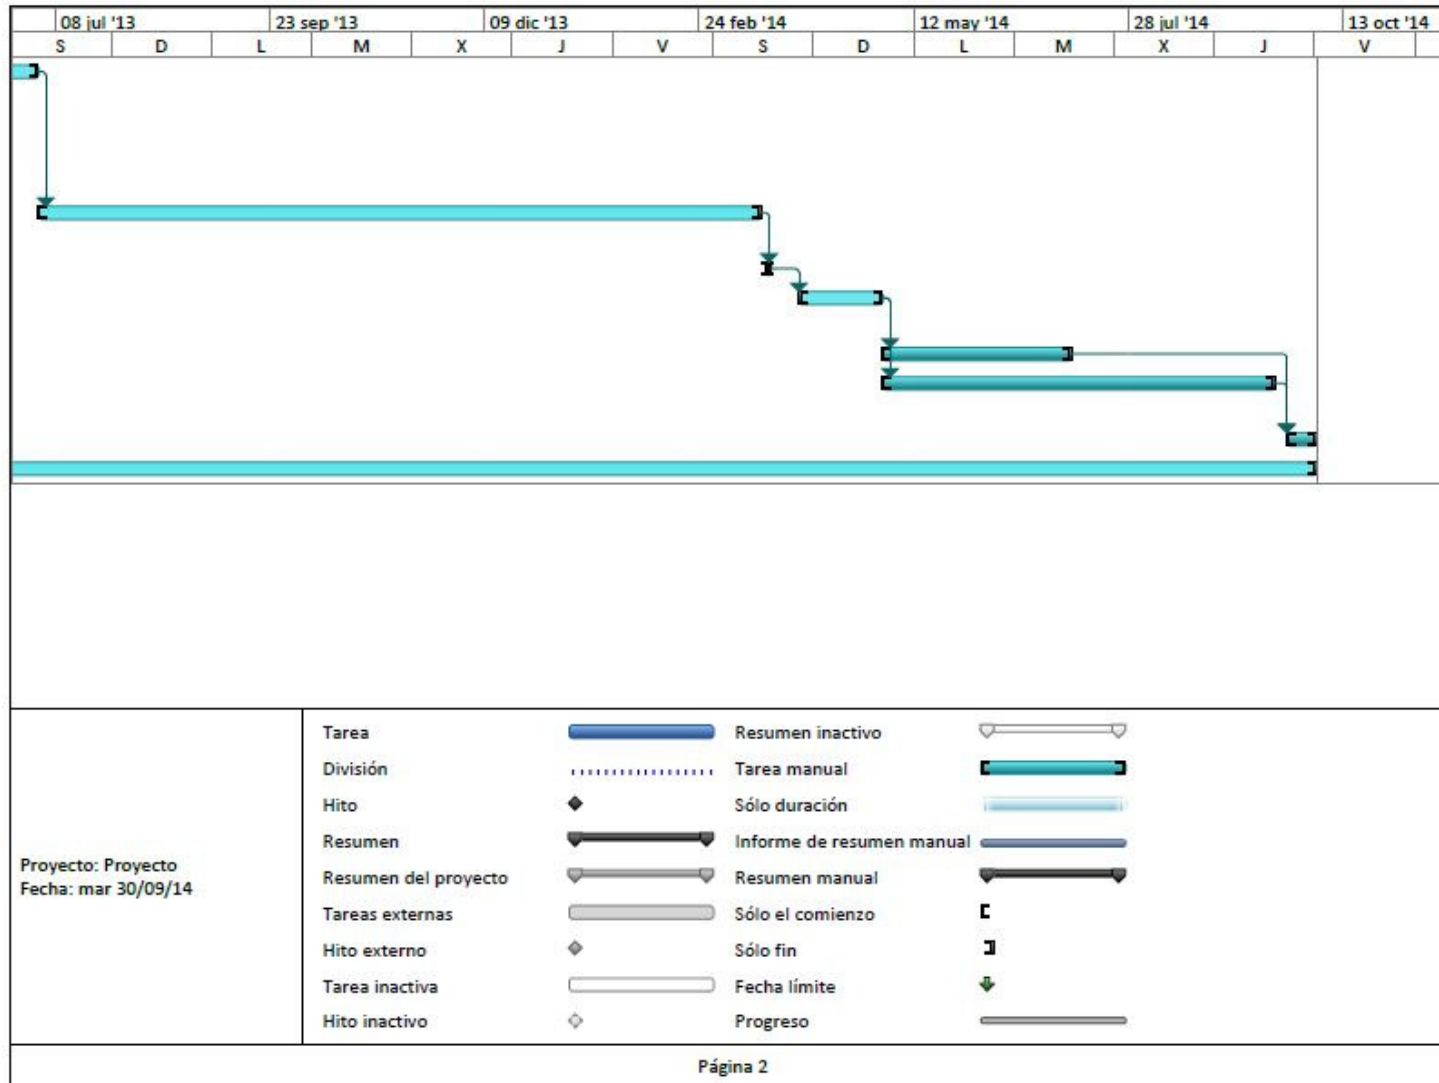 08 jul '13 23 sep '13 09 dic '13 24 feb '14 12 may '14 28 jul '14 13 oct '14
S D L M X J V S D L M X J V
Tarea Resumen inactivo
División Tarea manual
Hito Sólo duración
Resumen Informe de resumen manual
Proyecto: Proyecto
Fecha: mar 30/09/14
Resumen del proyecto Resumen manual
Tareas externas Sólo el comienzo
Hito externo Sólo fin
Tarea inactiva Fecha límite
Hito inactivo Progreso
Página 2